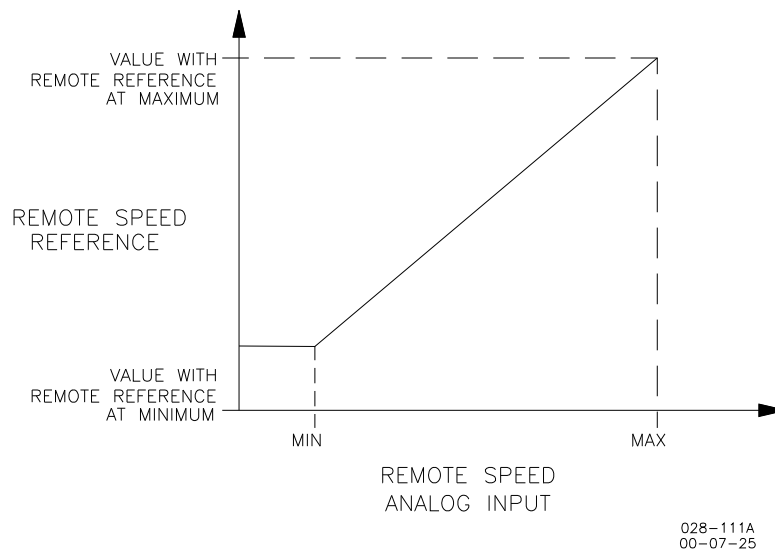 VALUE WITH
REMOTE REFERENCE
AT MAXIMUM
REMOTE SPEED
REFERENCE
VALUE WITH
REMOTE REFERENCE
AT MINIMUM
MIN
MAX
REMOTE SPEED
ANALOG INPUT
028-111A
00-07-25